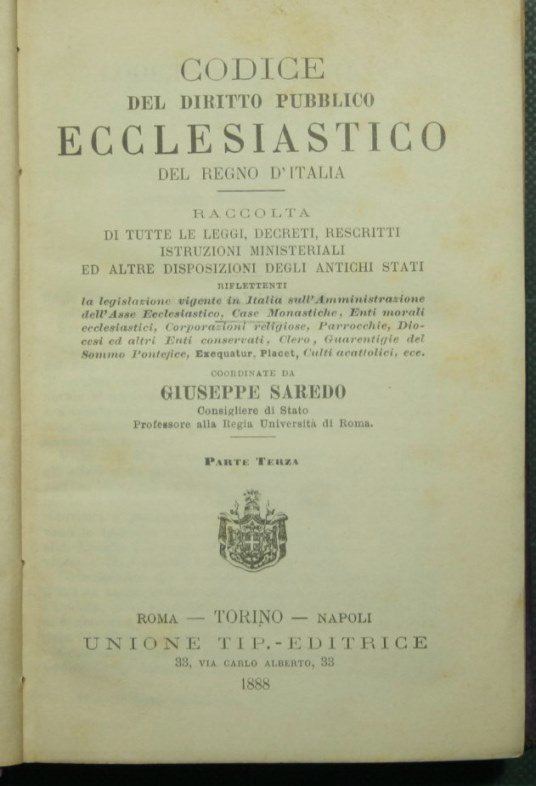 CODICE
DEL DIRITTO PUBBLICO
ECCLESIASTICO
DEL REGNO D'ITALIA
RACCOLTA
DI TUTTE LE LEGGI, DECRETI, RESCRITTI
ISTRUZIONI MINISTERIALI
ED ALTRE DISPOSIZIONI DEGLI ANTICHI STATI
RIFLETTENTI
la legislazione vigente in Italia sull'Amministrazione
dell'Asse Ecclesiastico, Case Monastiche, Enti morali
ecclesiastici, Corporazioni religiose, Parrocchie, Dio-
cesi ed altri Enti conservati, Clero, Guarentigie del
Sommo Pontefice, Exequatur, Placet, Culti acattolici, ecc.
COORDINATE DA
GIUSEPPE SAREDO
Consigliere di Stato
Professore alla Regia Università di Roma.
PARTE TERZA
ROMA — TORINO — NAPOLI
UNIONE TIP.-EDITRICE
33, VIA CARLO ALBERTO, 33
1888